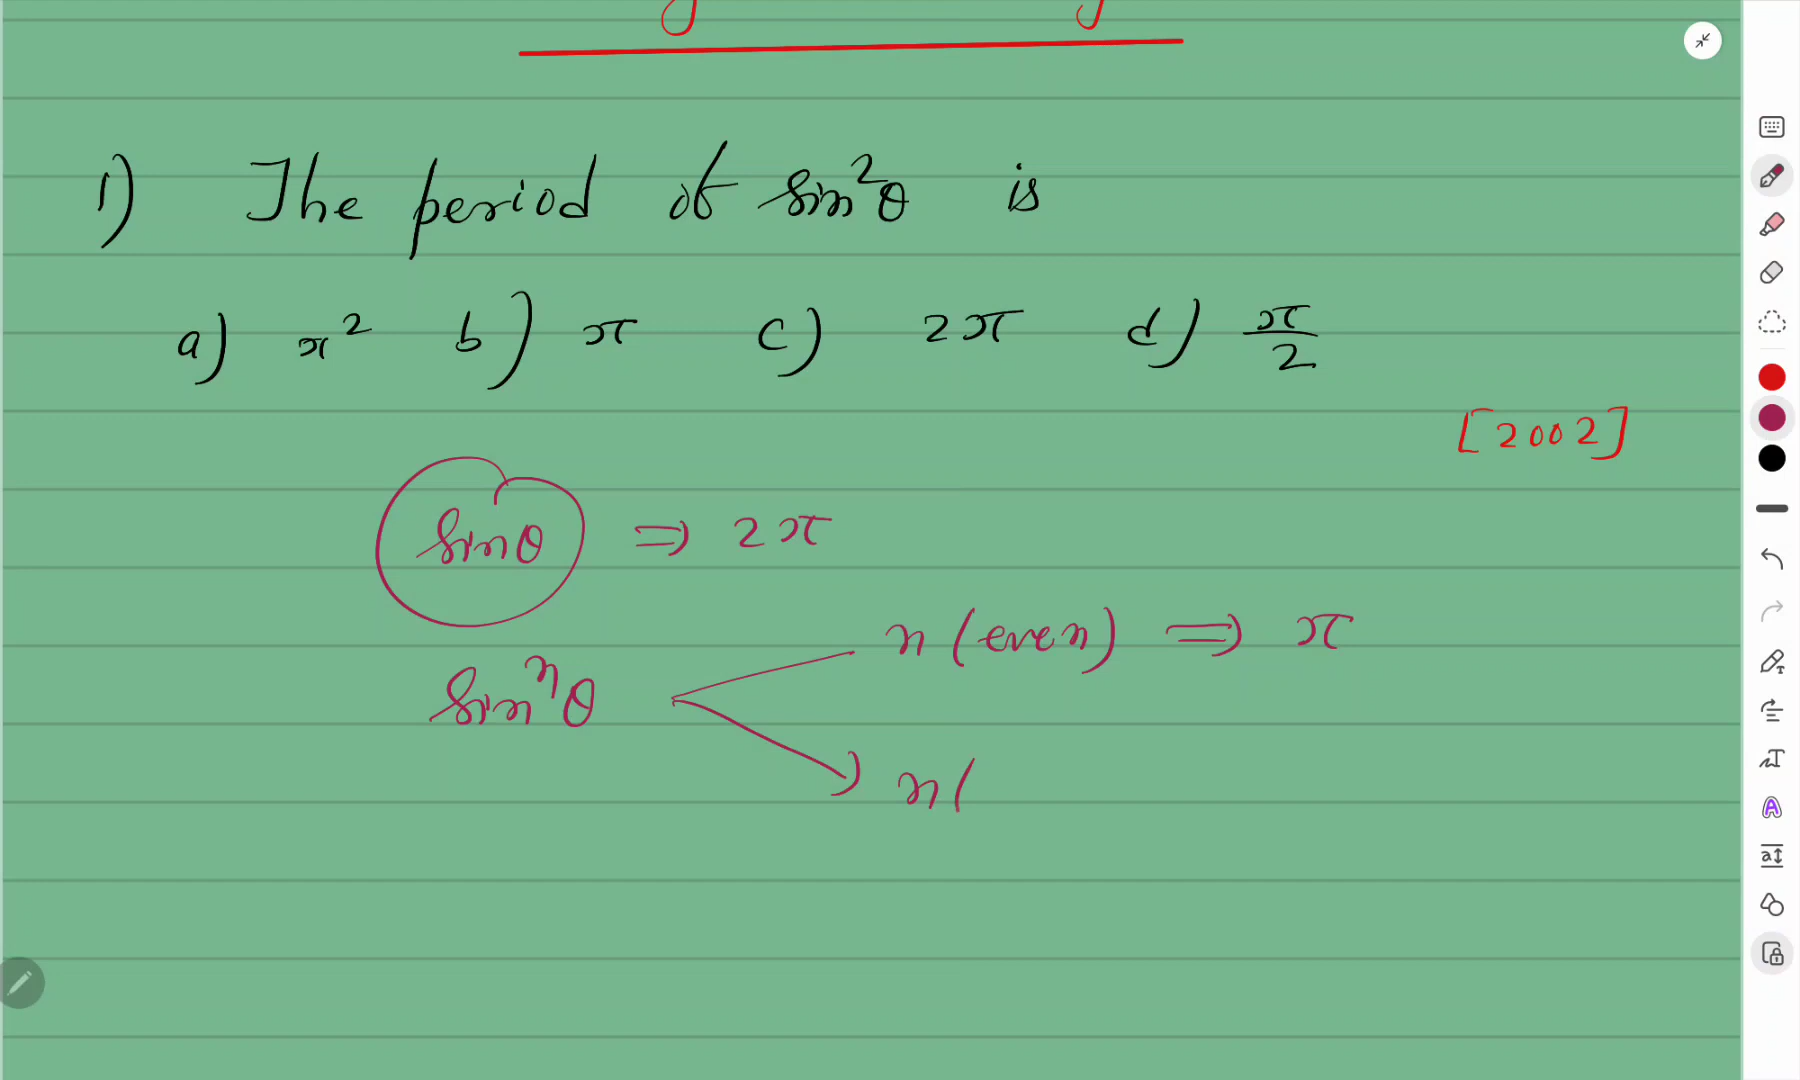 1) The period of sin²θ is
a) π² b) π c) 2π d) π/2
[2002]
sinθ ⇒ 2π
n (even) ⇒ π
sinⁿθ
n(